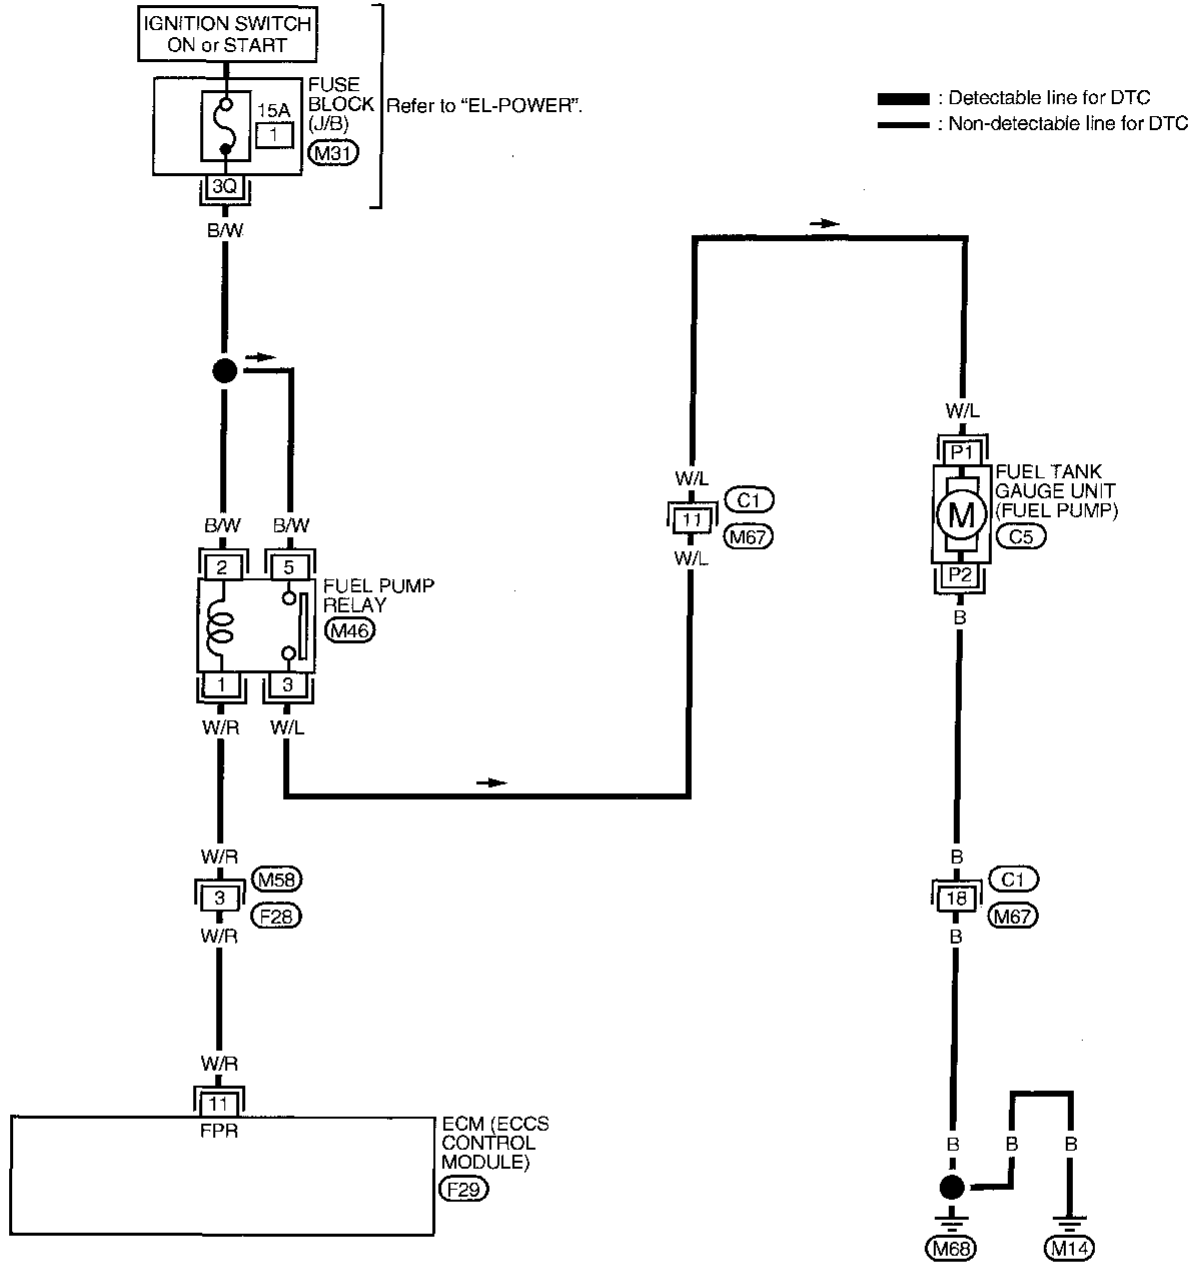 IGNITION SWITCH
ON or START
FUSE
BLOCK
(J/B)
M31
15A
1
Refer to "EL-POWER".
3Q
B/W
: Detectable line for DTC
: Non-detectable line for DTC
B/W
B/W
2
5
FUEL PUMP
RELAY
M46
1
3
W/R
W/L
W/L
11
C1
M67
W/L
W/L
P1
FUEL TANK
GAUGE UNIT
(FUEL PUMP)
C5
M
P2
B
W/R
3
M58
F28
W/R
B
18
C1
M67
B
W/R
11
FPR
ECM (ECCS
CONTROL
MODULE)
F29
B
B
B
M68
M14